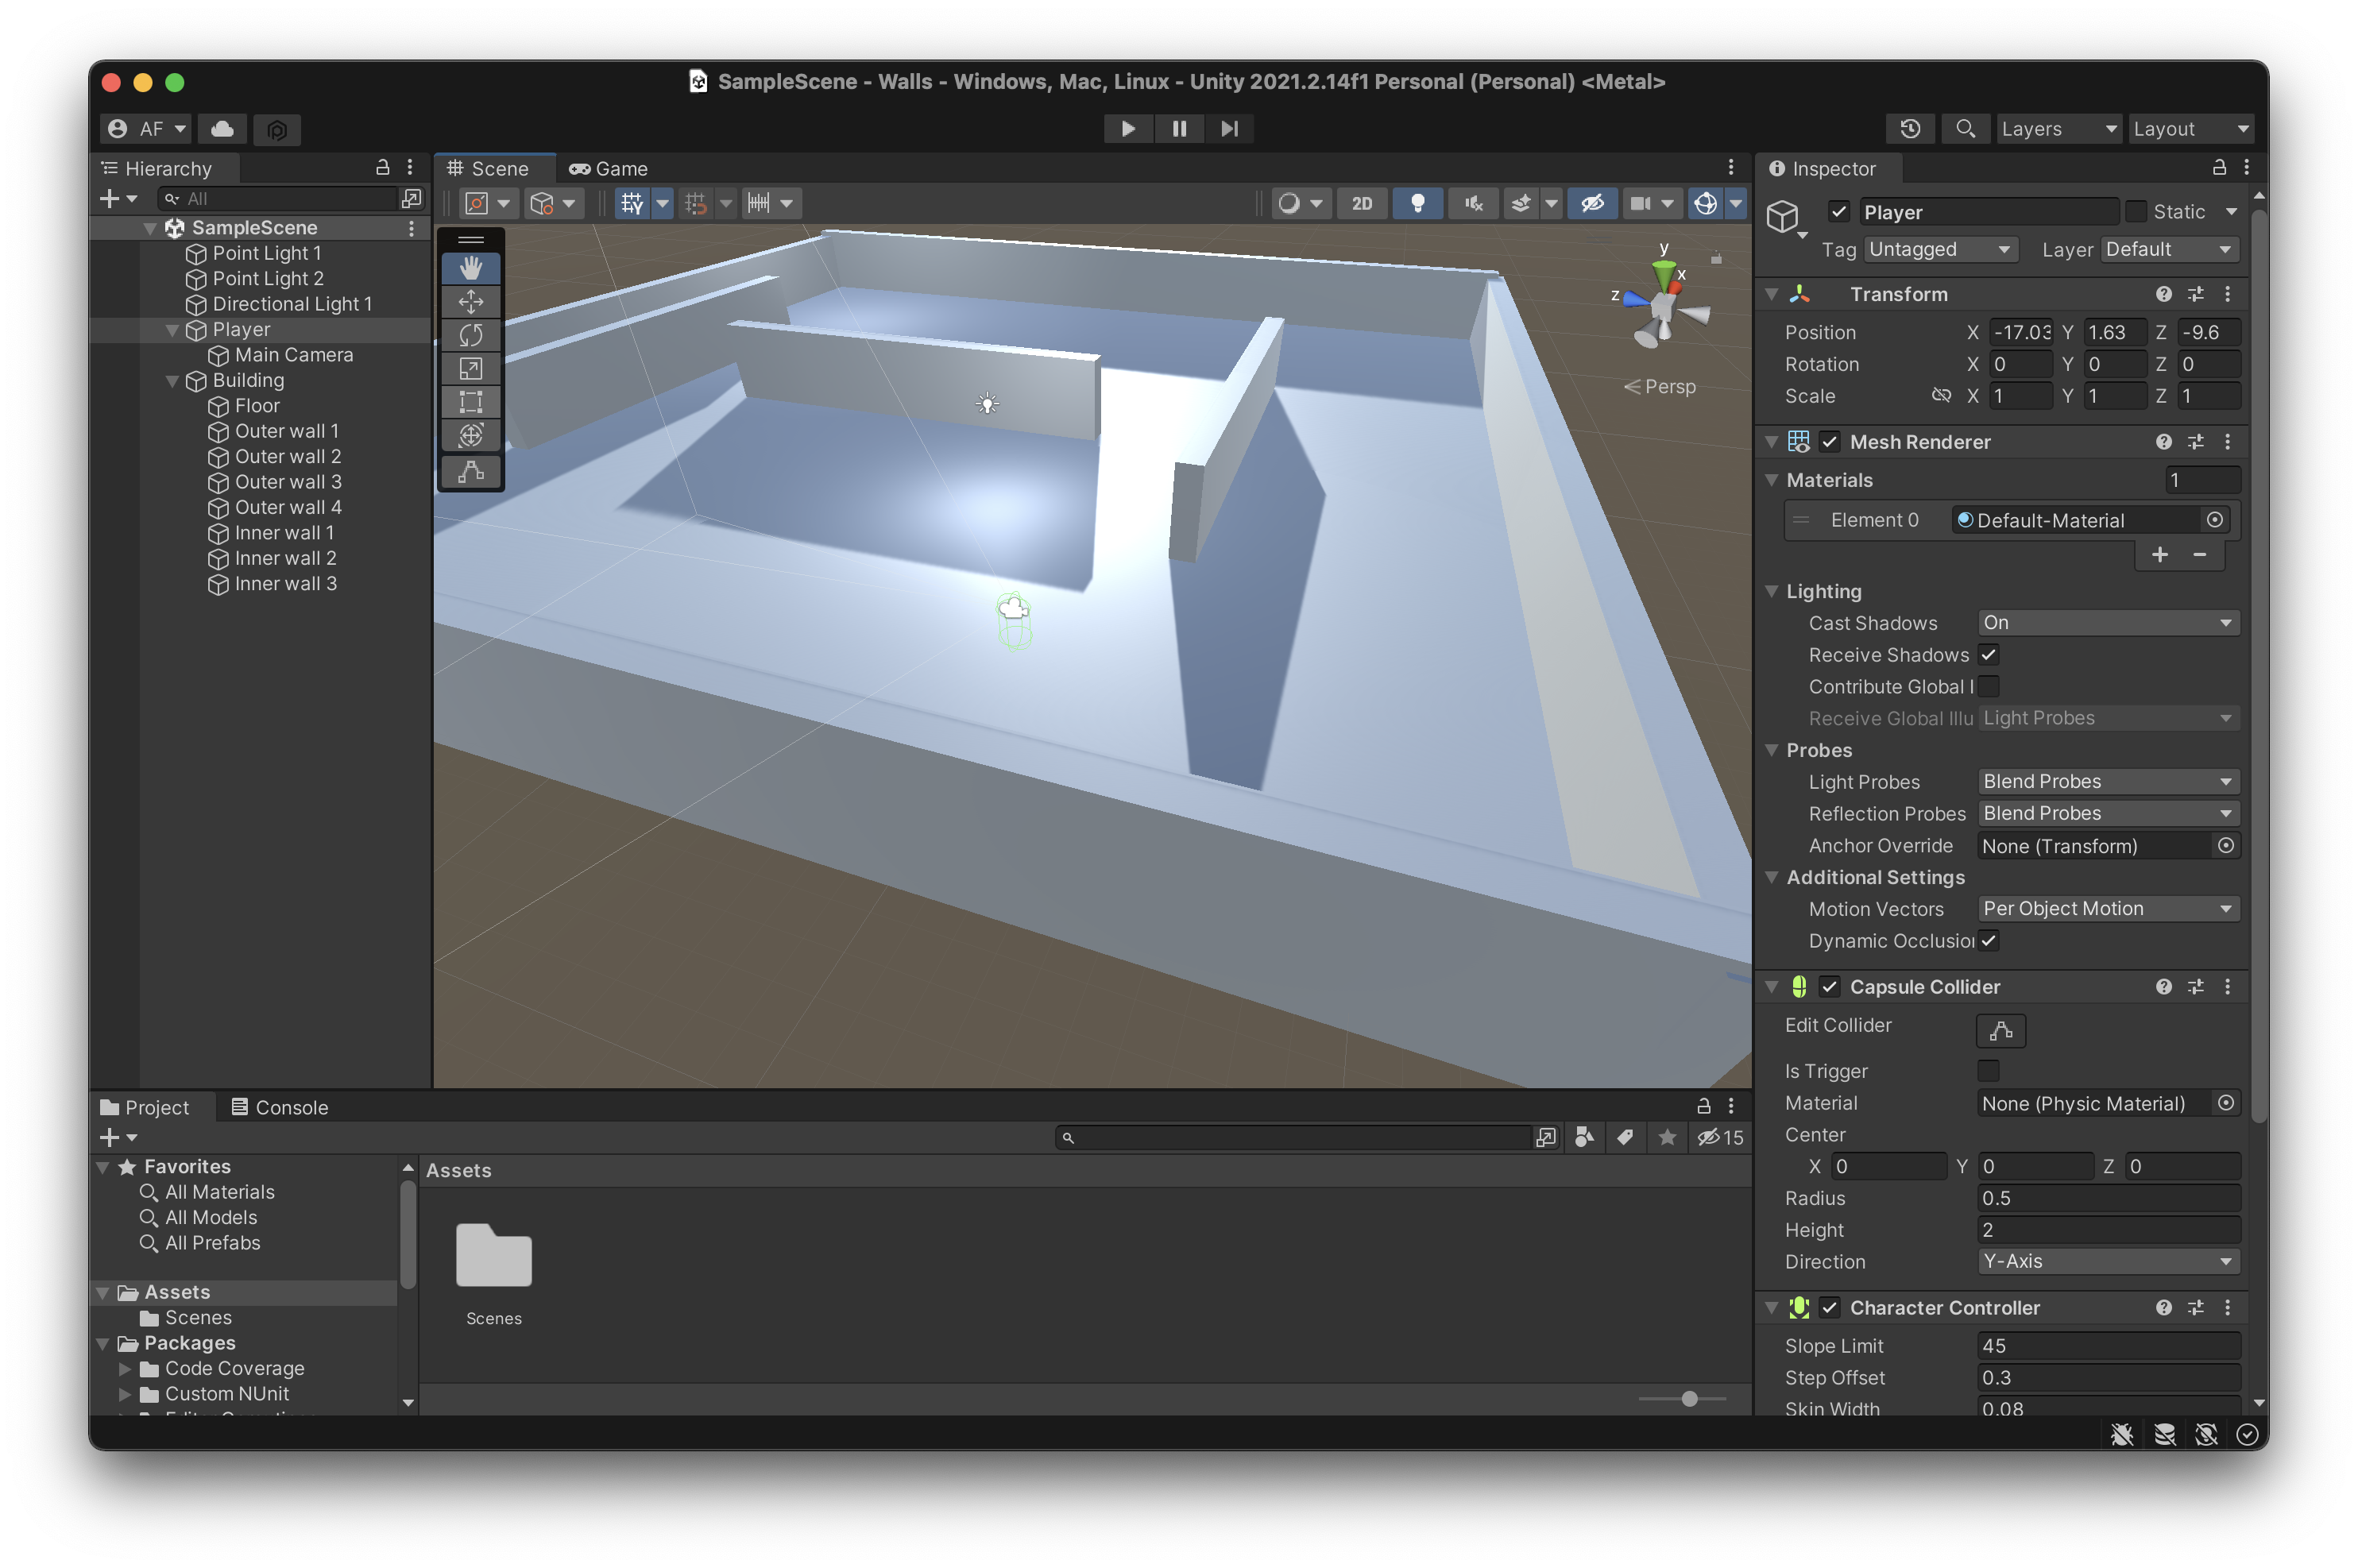 SampleScene - Walls - Windows, Mac, Linux - Unity 2021.2.14f1 Personal (Personal) <Metal>
AF
Layers
Layout
Hierarchy
All
SampleScene
Point Light 1
Point Light 2
Directional Light 1
Player
Main Camera
Building
Floor
Outer wall 1
Outer wall 2
Outer wall 3
Outer wall 4
Inner wall 1
Inner wall 2
Inner wall 3
Scene
Game
2D
y
x
z
Persp
Inspector
Player
Static
Tag Untagged Layer Default
Transform
Position X -17.03 Y 1.63 Z -9.6
Rotation X 0 Y 0 Z 0
Scale X 1 Y 1 Z 1
Mesh Renderer
Materials 1
Element 0 Default-Material
Lighting
Cast Shadows On
Receive Shadows
Contribute Global I
Receive Global Illu Light Probes
Probes
Light Probes Blend Probes
Reflection Probes Blend Probes
Anchor Override None (Transform)
Additional Settings
Motion Vectors Per Object Motion
Dynamic Occlusion
Capsule Collider
Edit Collider
Is Trigger
Material None (Physic Material)
Center
X 0 Y 0 Z 0
Radius 0.5
Height 2
Direction Y-Axis
Character Controller
Slope Limit 45
Step Offset 0.3
Skin Width 0.08
Project
Console
15
Favorites
All Materials
All Models
All Prefabs
Assets
Scenes
Packages
Code Coverage
Custom NUnit
Assets
Scenes